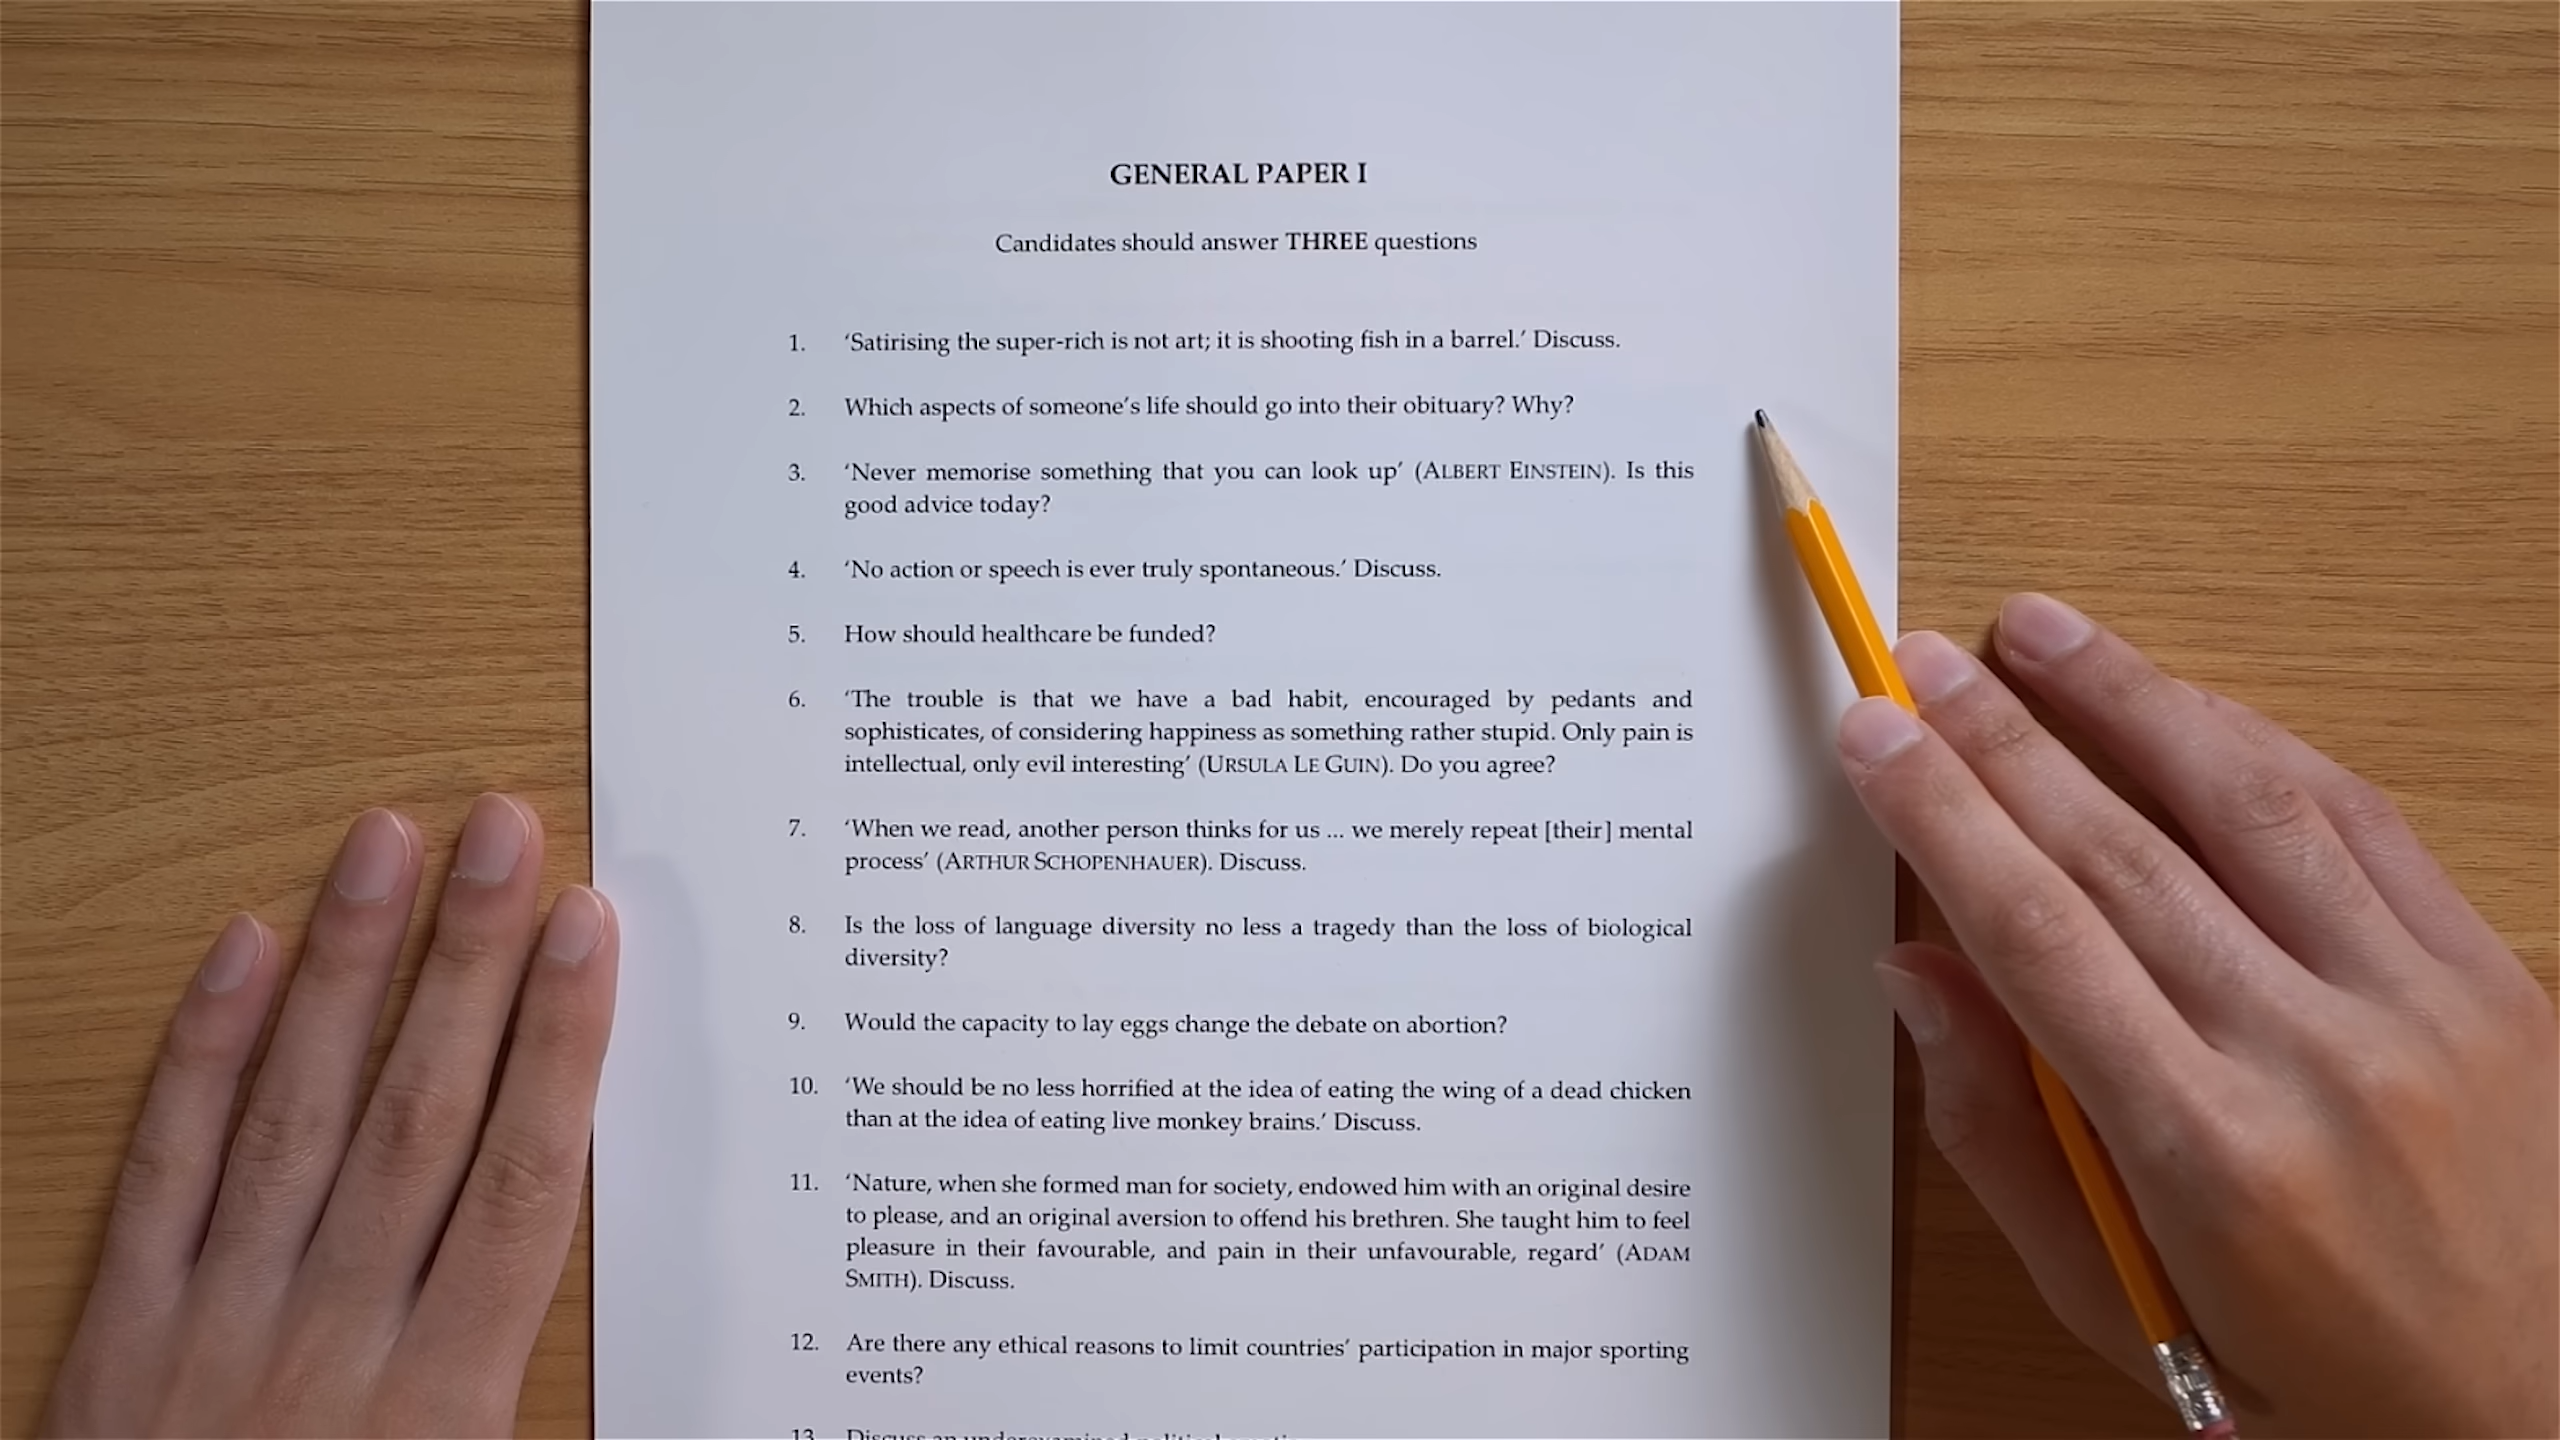 GENERAL PAPER I
Candidates should answer THREE questions
1. ‘Satirising the super-rich is not art; it is shooting fish in a barrel.’ Discuss.
2. Which aspects of someone’s life should go into their obituary? Why?
3. ‘Never memorise something that you can look up’ (ALBERT EINSTEIN). Is this
good advice today?
4. ‘No action or speech is ever truly spontaneous.’ Discuss.
5. How should healthcare be funded?
6. ‘The trouble is that we have a bad habit, encouraged by pedants and
sophisticates, of considering happiness as something rather stupid. Only pain is
intellectual, only evil interesting’ (URSULA LE GUIN). Do you agree?
7. ‘When we read, another person thinks for us ... we merely repeat [their] mental
process’ (ARTHUR SCHOPENHAUER). Discuss.
8. Is the loss of language diversity no less a tragedy than the loss of biological
diversity?
9. Would the capacity to lay eggs change the debate on abortion?
10. ‘We should be no less horrified at the idea of eating the wing of a dead chicken
than at the idea of eating live monkey brains.’ Discuss.
11. ‘Nature, when she formed man for society, endowed him with an original desire
to please, and an original aversion to offend his brethren. She taught him to feel
pleasure in their favourable, and pain in their unfavourable, regard’ (ADAM
SMITH). Discuss.
12. Are there any ethical reasons to limit countries’ participation in major sporting
events?
13. Discuss an underexamined political